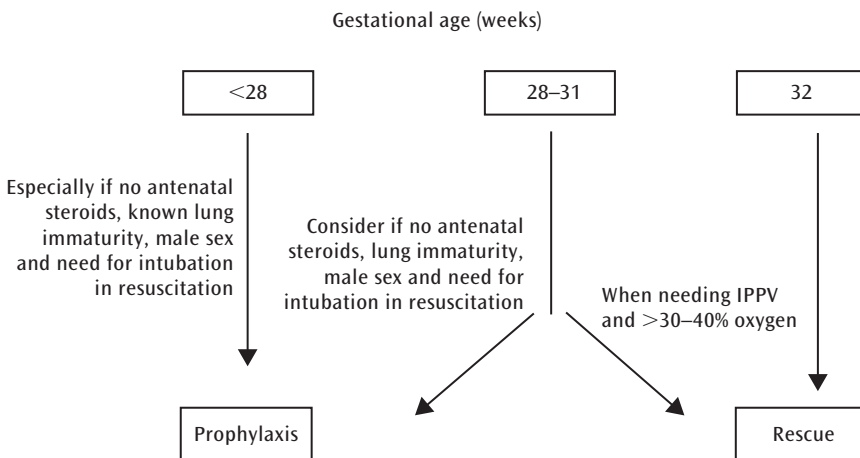 Gestational age (weeks)
<28
28–31
32
Especially if no antenatal
steroids, known lung
immaturity, male sex
and need for intubation
in resuscitation
Consider if no antenatal
steroids, lung immaturity,
male sex and need for
intubation in resuscitation
When needing IPPV
and >30–40% oxygen
Prophylaxis
Rescue